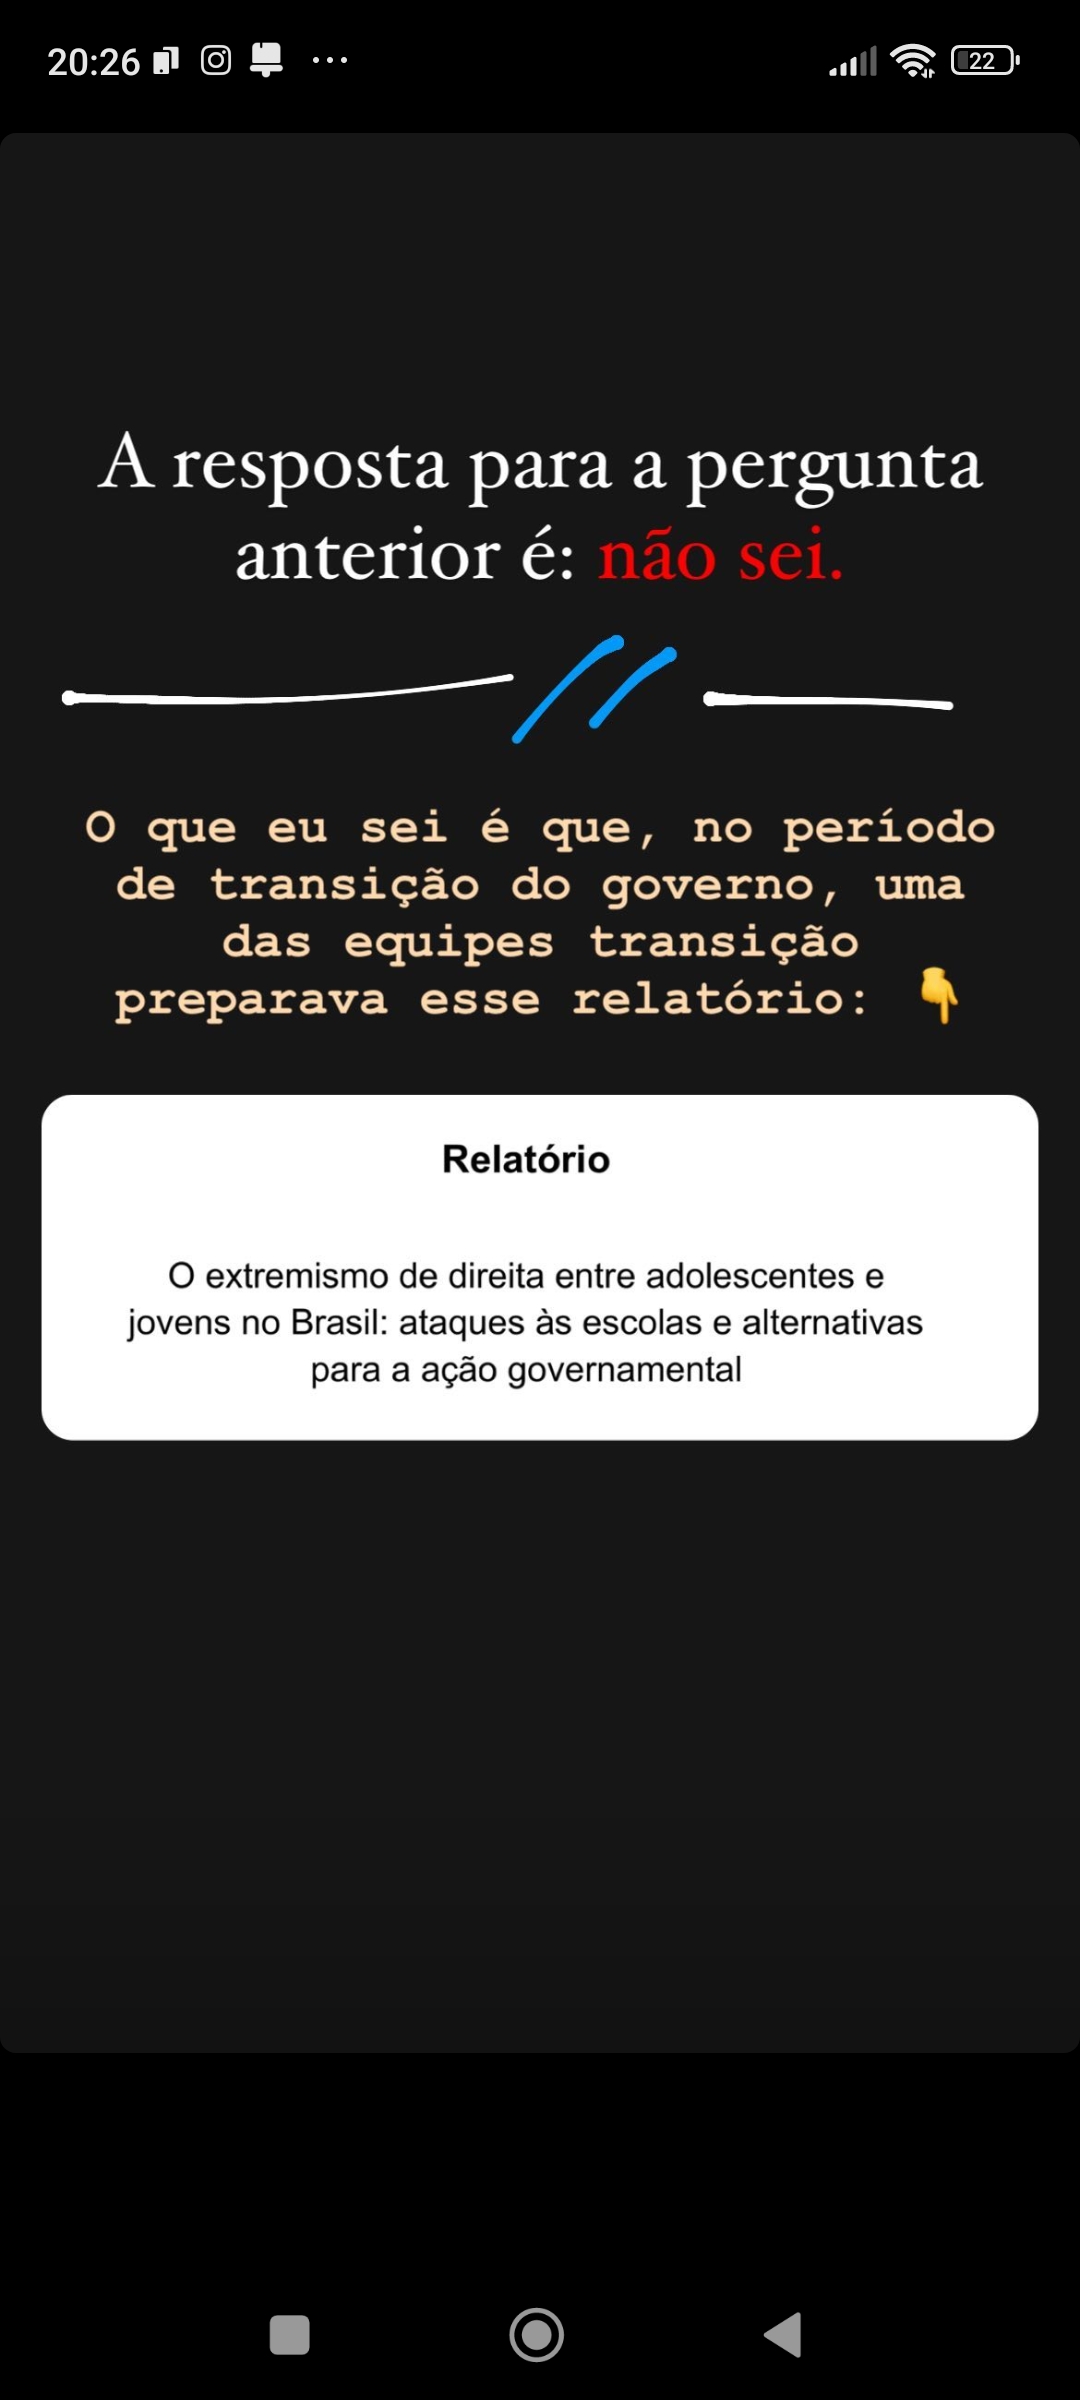 20:26
22
A resposta para a pergunta
anterior é: não sei.
O que eu sei é que, no período
de transição do governo, uma
das equipes transição
preparava esse relatório: 👇
Relatório
O extremismo de direita entre adolescentes e
jovens no Brasil: ataques às escolas e alternativas
para a ação governamental